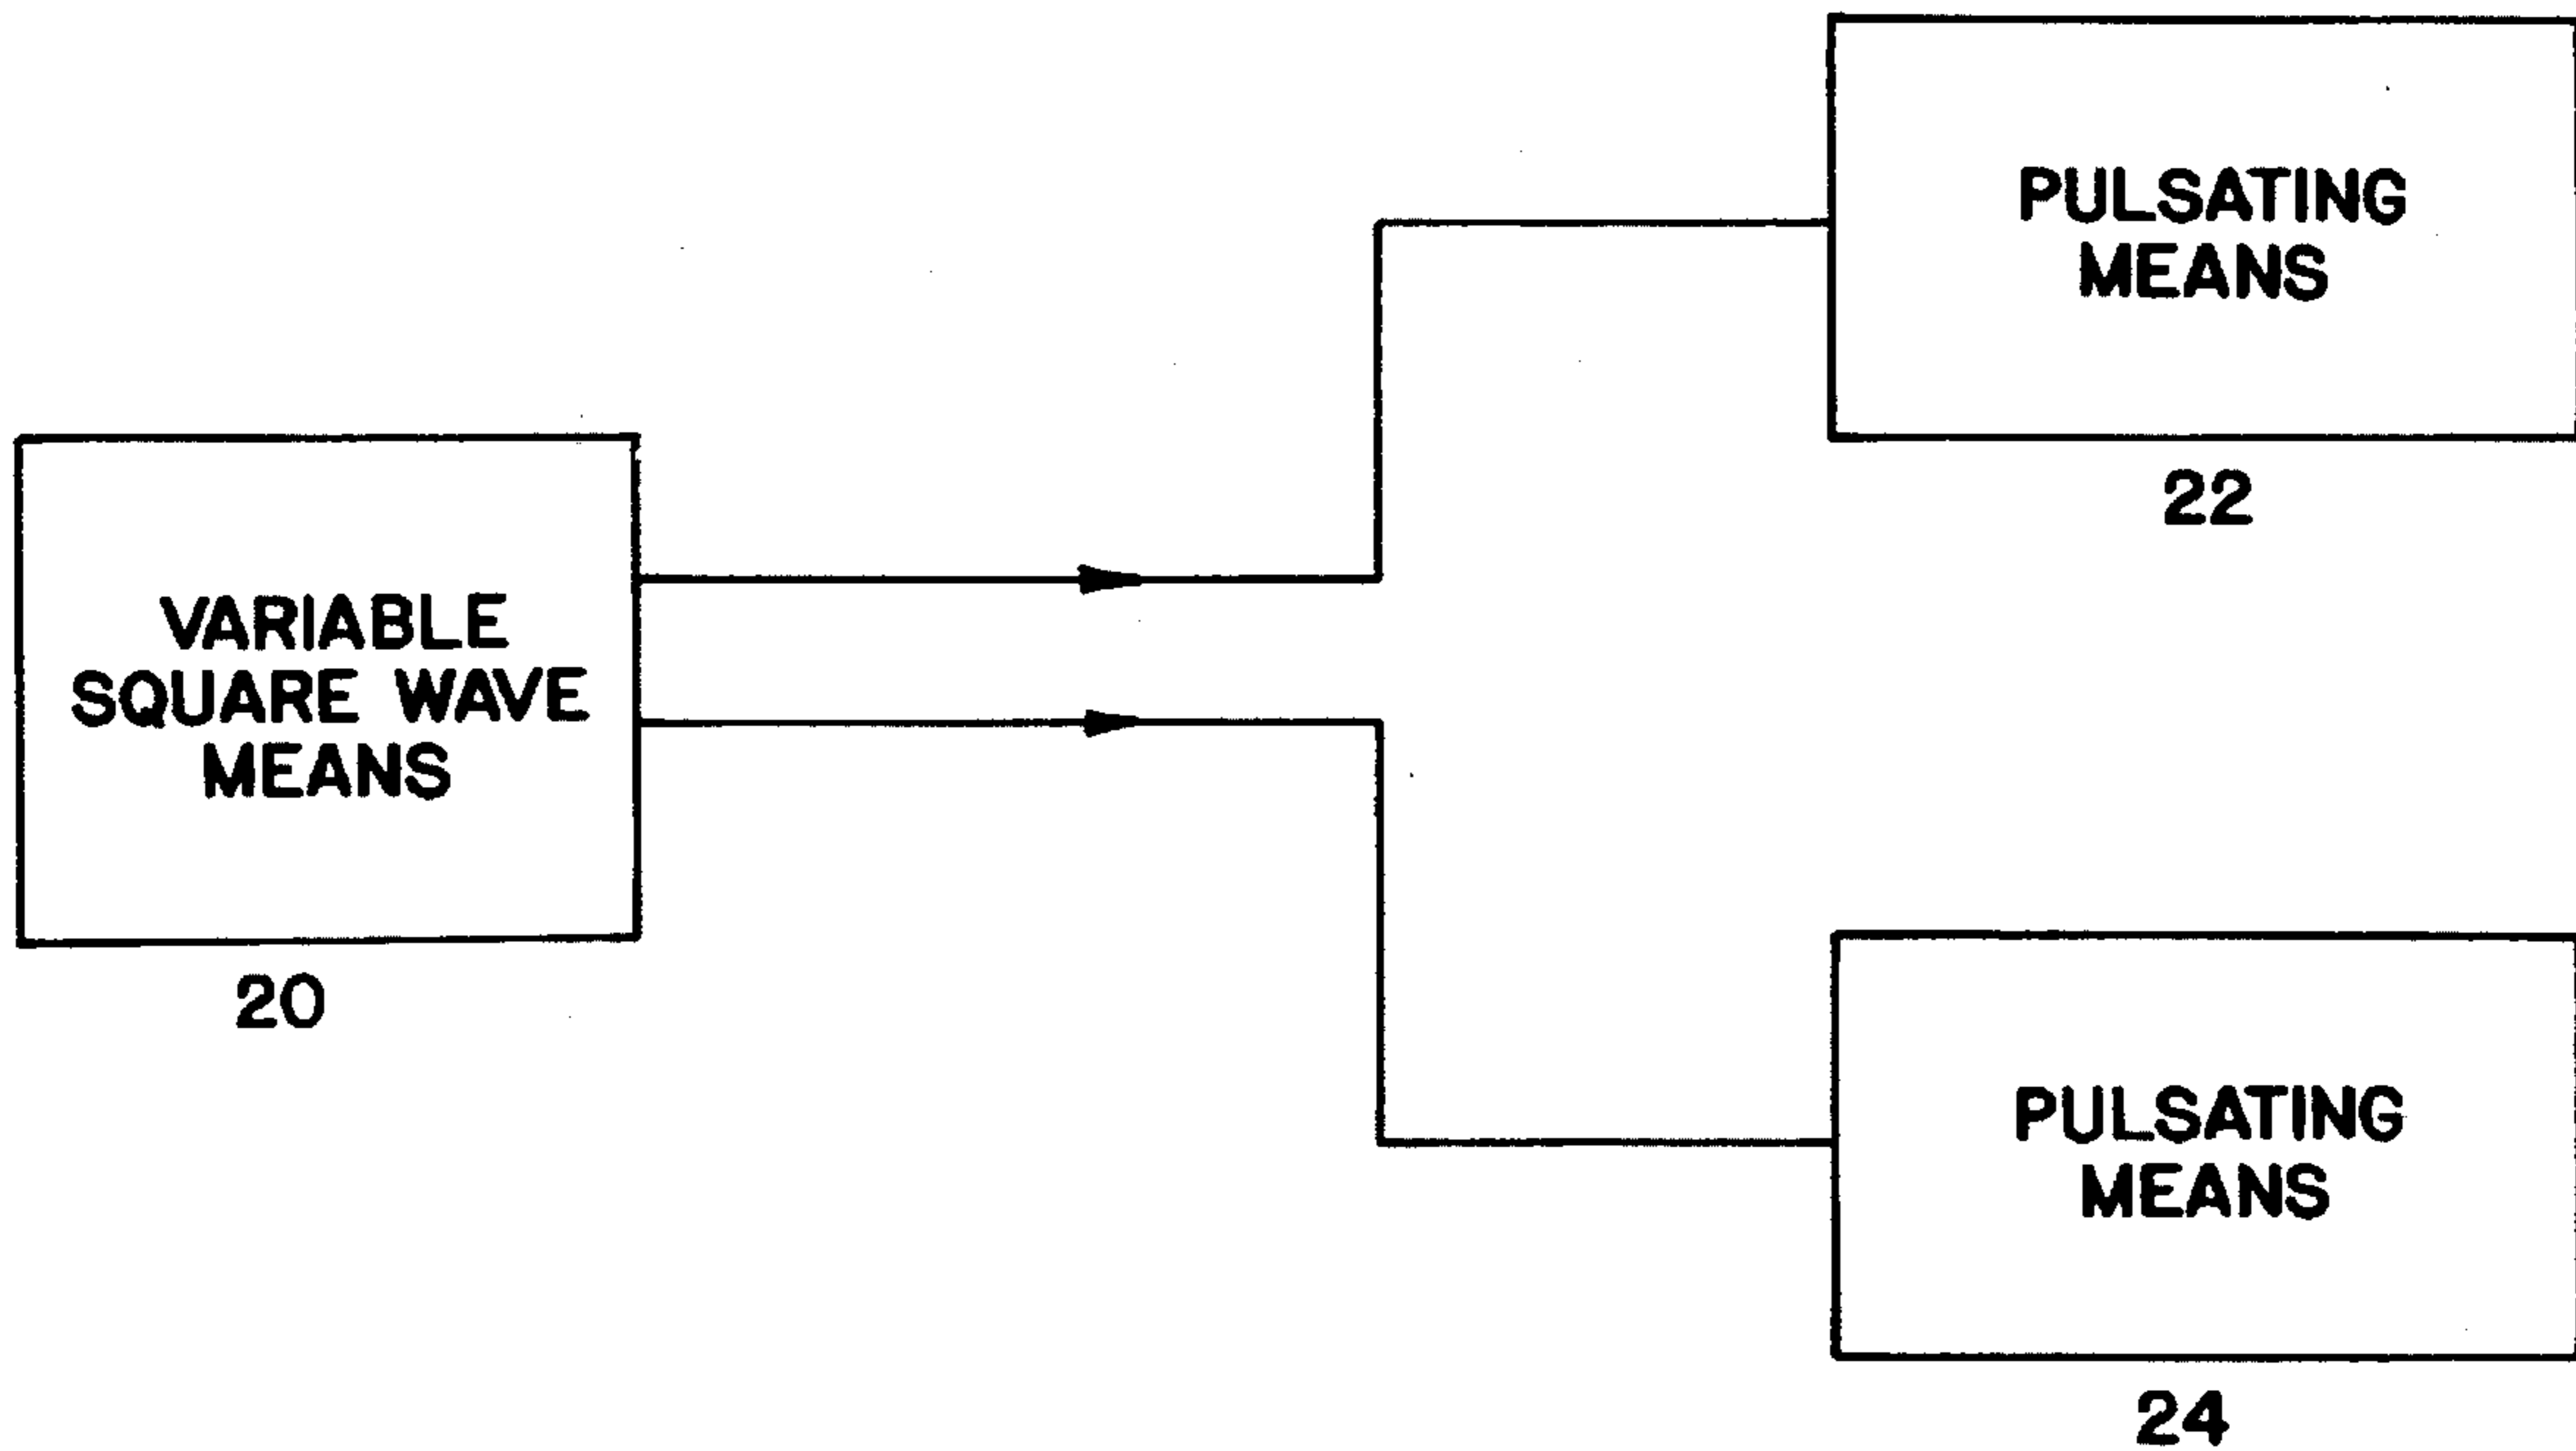 PULSATING
MEANS
22
VARIABLE
SQUARE WAVE
MEANS
20
PULSATING
MEANS
24